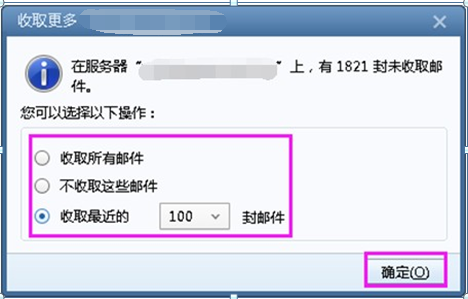 收取更多
在服务器“ ”上，有 1821 封未收取邮
件。
您可以选择以下操作：
收取所有邮件
不收取这些邮件
收取最近的 100 封邮件
确定(O)